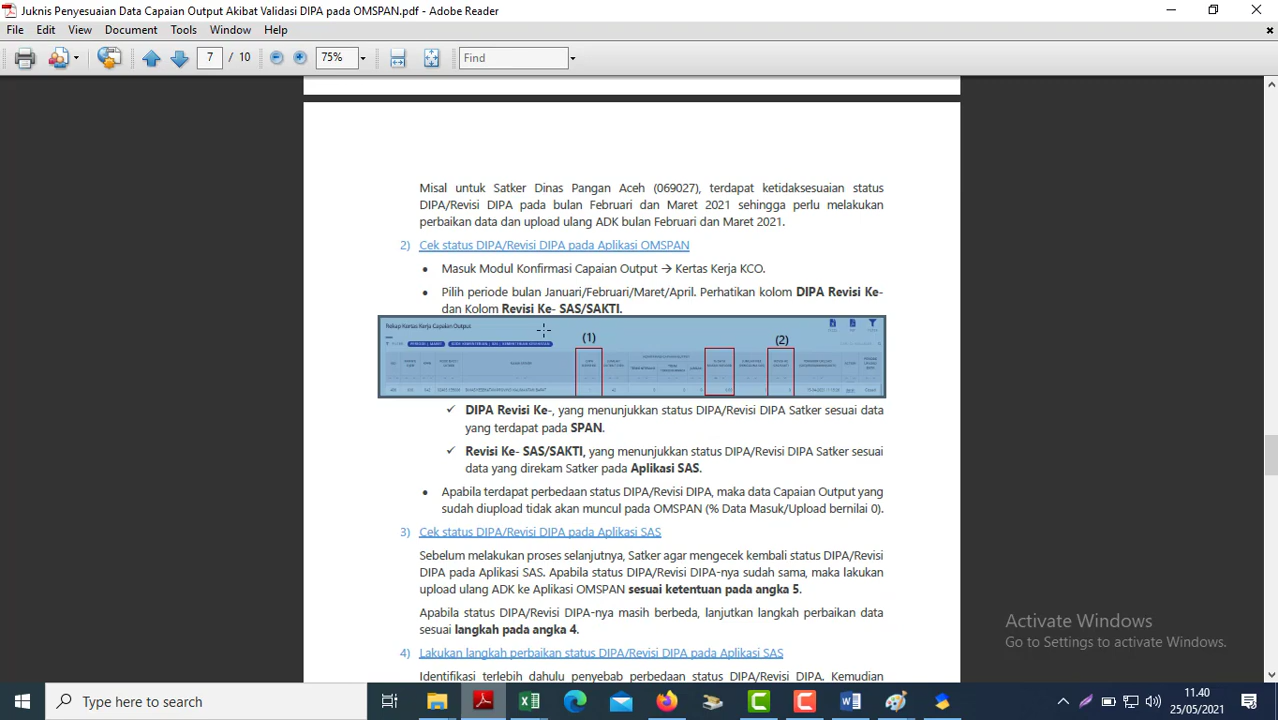 Juknis Penyesuaian Data Capaian Output Akibat Validasi DIPA pada OMSPAN.pdf - Adobe Reader
File Edit View Document Tools Window Help
7 / 10 75% Find
Misal untuk Satker Dinas Pangan Aceh (069027), terdapat ketidaksesuaian status
DIPA/Revisi DIPA pada bulan Februari dan Maret 2021 sehingga perlu melakukan
perbaikan data dan upload ulang ADK bulan Februari dan Maret 2021.
2) Cek status DIPA/Revisi DIPA pada Aplikasi OMSPAN
• Masuk Modul Konfirmasi Capaian Output → Kertas Kerja KCO.
• Pilih periode bulan Januari/Februari/Maret/April. Perhatikan kolom DIPA Revisi Ke-
dan Kolom Revisi Ke- SAS/SAKTI.
Rekap Kertas Kerja Capaian Output
(1)
(2)
✓ DIPA Revisi Ke-, yang menunjukkan status DIPA/Revisi DIPA Satker sesuai data
yang terdapat pada SPAN.
✓ Revisi Ke- SAS/SAKTI, yang menunjukkan status DIPA/Revisi DIPA Satker sesuai
data yang direkam Satker pada Aplikasi SAS.
• Apabila terdapat perbedaan status DIPA/Revisi DIPA, maka data Capaian Output yang
sudah diupload tidak akan muncul pada OMSPAN (% Data Masuk/Upload bernilai 0).
3) Cek status DIPA/Revisi DIPA pada Aplikasi SAS
Sebelum melakukan proses selanjutnya, Satker agar mengecek kembali status DIPA/Revisi
DIPA pada Aplikasi SAS. Apabila status DIPA/Revisi DIPA-nya sudah sama, maka lakukan
upload ulang ADK ke Aplikasi OMSPAN sesuai ketentuan pada angka 5.
Apabila status DIPA/Revisi DIPA-nya masih berbeda, lanjutkan langkah perbaikan data
sesuai langkah pada angka 4.
4) Lakukan langkah perbaikan status DIPA/Revisi DIPA pada Aplikasi SAS
Identifikasi terlebih dahulu penyebab perbedaan status DIPA/Revisi DIPA. Kemudian
Activate Windows
Go to Settings to activate Windows.
Type here to search
11.40
25/05/2021